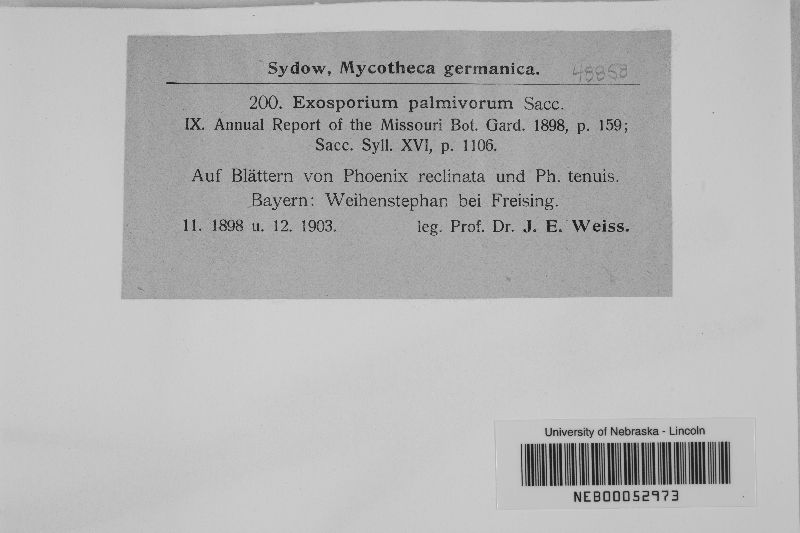 Sydow, Mycotheca germanica. 48858
200. Exosporium palmivorum Sacc.
IX. Annual Report of the Missouri Bot. Gard. 1898, p. 159;
Sacc. Syll. XVI, p. 1106.
Auf Blättern von Phoenix reclinata und Ph. tenuis.
Bayern: Weihenstephan bei Freising.
11. 1898 u. 12. 1903. leg. Prof. Dr. J. E. Weiss.
University of Nebraska - Lincoln
NEB00052973